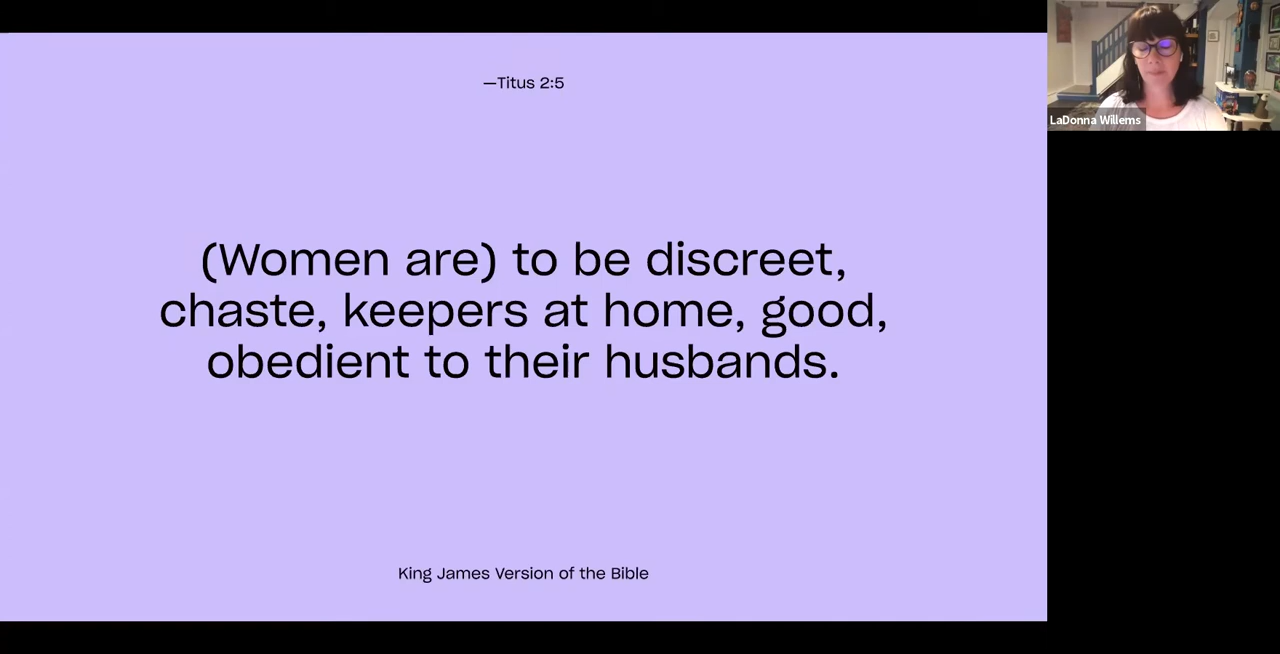 —Titus 2:5
(Women are) to be discreet,
chaste, keepers at home, good,
obedient to their husbands.
King James Version of the Bible
LaDonna Willems